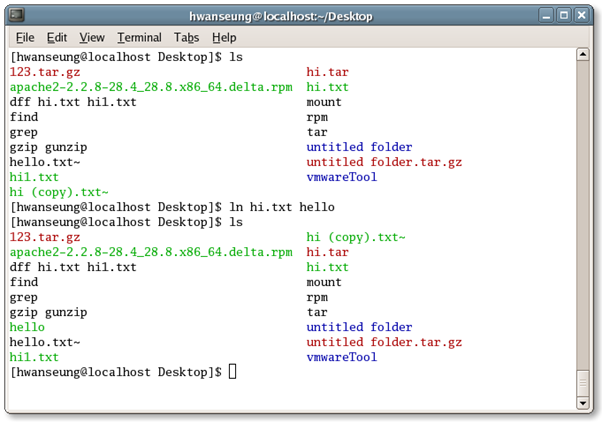 hwanseung@localhost:~/Desktop
File Edit View Terminal Tabs Help
[hwanseung@localhost Desktop]$ ls
123.tar.gz hi.tar
apache2-2.2.8-28.4_28.8.x86_64.delta.rpm hi.txt
dff hi.txt hi1.txt mount
find rpm
grep tar
gzip gunzip untitled folder
hello.txt~ untitled folder.tar.gz
hi1.txt vmwareTool
hi (copy).txt~
[hwanseung@localhost Desktop]$ ln hi.txt hello
[hwanseung@localhost Desktop]$ ls
123.tar.gz hi (copy).txt~
apache2-2.2.8-28.4_28.8.x86_64.delta.rpm hi.tar
dff hi.txt hi1.txt hi.txt
find mount
grep rpm
gzip gunzip tar
hello untitled folder
hello.txt~ untitled folder.tar.gz
hi1.txt vmwareTool
[hwanseung@localhost Desktop]$